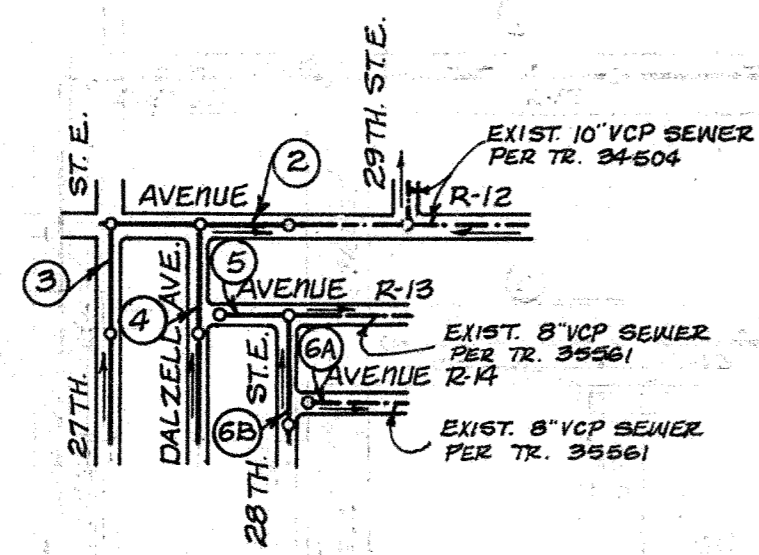 29TH. ST. E.
EXIST. 10" VCP SEWER
PER TR. 34504
ST. E.
AVENUE R-12
2
3
DALZELL AVE.
5
AVENUE R-13
4
EXIST. 8" VCP SEWER
PER TR. 35561
6A
AVENUE R-14
27TH.
28TH. ST. E.
6B
EXIST. 8" VCP SEWER
PER TR. 35561